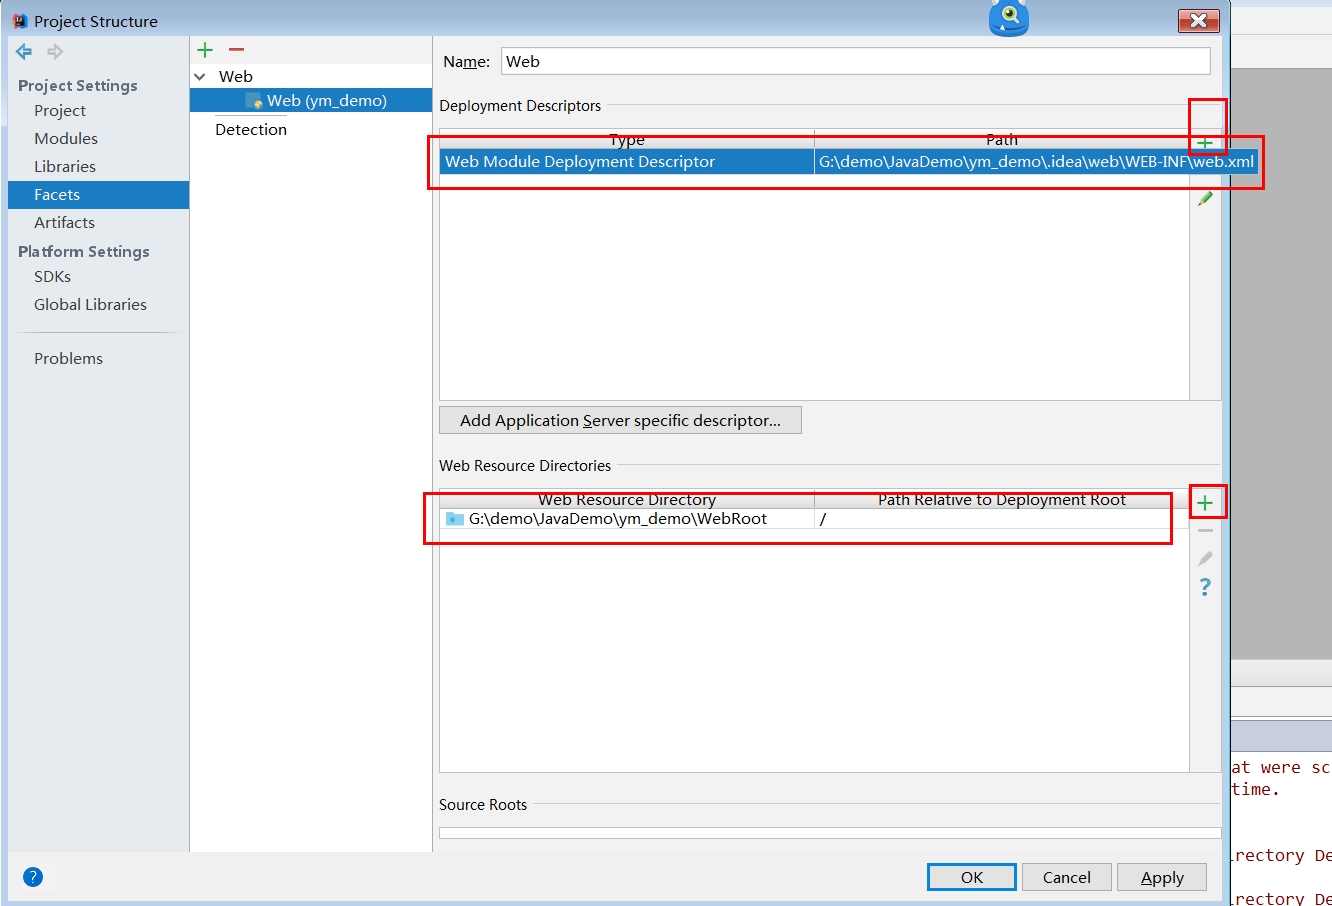 Project Structure
Project Settings
Project
Modules
Libraries
Facets
Artifacts
Platform Settings
SDKs
Global Libraries
Problems
Web
Web (ym_demo)
Detection
Name: Web
Deployment Descriptors
Type Path
Web Module Deployment Descriptor G:\demo\JavaDemo\ym_demo\.idea\web\WEB-INF\web.xml
Add Application Server specific descriptor...
Web Resource Directories
Web Resource Directory Path Relative to Deployment Root
G:\demo\JavaDemo\ym_demo\WebRoot /
?
Source Roots
?
OK Cancel Apply
at were sc
time.
irectory De
irectory De